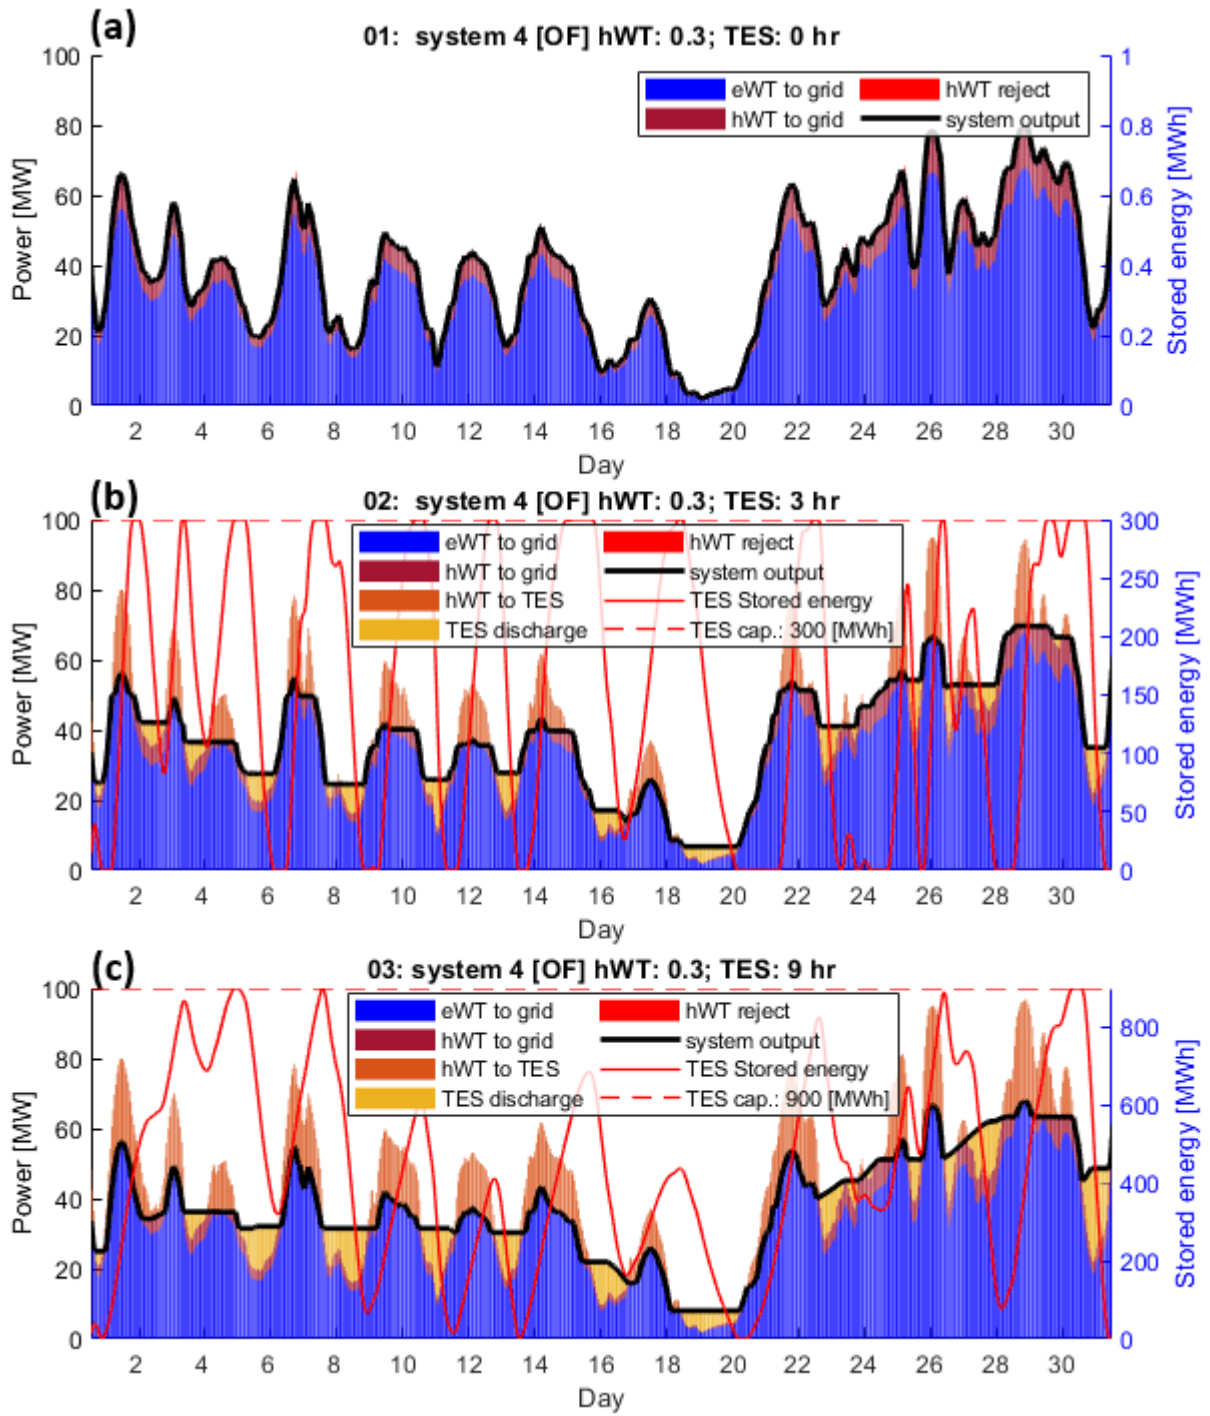 (a)
01: system 4 [OF] hWT: 0.3; TES: 0 hr
eWT to grid
hWT reject
hWT to grid
system output
Power [MW]
100
80
60
40
20
0
Stored energy [MWh]
1
0.8
0.6
0.4
0.2
0
2 4 6 8 10 12 14 16 18 20 22 24 26 28 30
Day
(b)
02: system 4 [OF] hWT: 0.3; TES: 3 hr
eWT to grid
hWT reject
hWT to grid
system output
hWT to TES
TES Stored energy
TES discharge
TES cap.: 300 [MWh]
Power [MW]
100
80
60
40
20
0
Stored energy [MWh]
300
250
200
150
100
50
0
2 4 6 8 10 12 14 16 18 20 22 24 26 28 30
Day
(c)
03: system 4 [OF] hWT: 0.3; TES: 9 hr
eWT to grid
hWT reject
hWT to grid
system output
hWT to TES
TES Stored energy
TES discharge
TES cap.: 900 [MWh]
Power [MW]
100
80
60
40
20
0
Stored energy [MWh]
800
600
400
200
0
2 4 6 8 10 12 14 16 18 20 22 24 26 28 30
Day